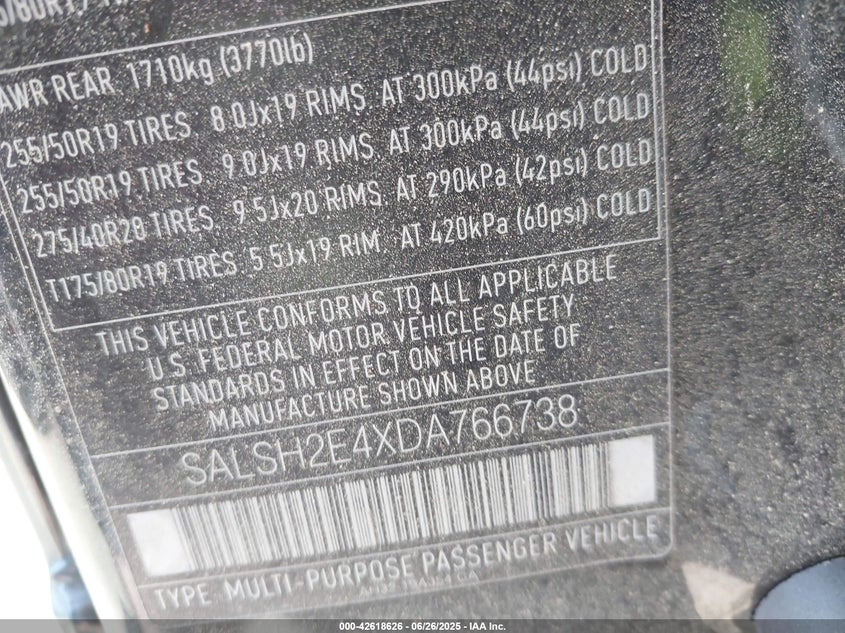 /80R19
AWR REAR 1710kg (3770lb)
255/50R19 TIRES. 8.0Jx19 RIMS. AT 300kPa (44psi) COLD
255/50R19 TIRES. 9.0Jx19 RIMS. AT 300kPa (44psi) COLD
275/40R20 TIRES. 9.5Jx20 RIMS. AT 290kPa (42psi) COLD
T175/80R19 TIRES. 5.5Jx19 RIM. AT 420kPa (60psi) COLD
THIS VEHICLE CONFORMS TO ALL APPLICABLE
U.S. FEDERAL MOTOR VEHICLE SAFETY
STANDARDS IN EFFECT ON THE DATE OF
MANUFACTURE SHOWN ABOVE
SALSH2E4XDA766738
TYPE MULTI-PURPOSE PASSENGER VEHICLE
000-42618626 - 06/26/2025 - IAA Inc.